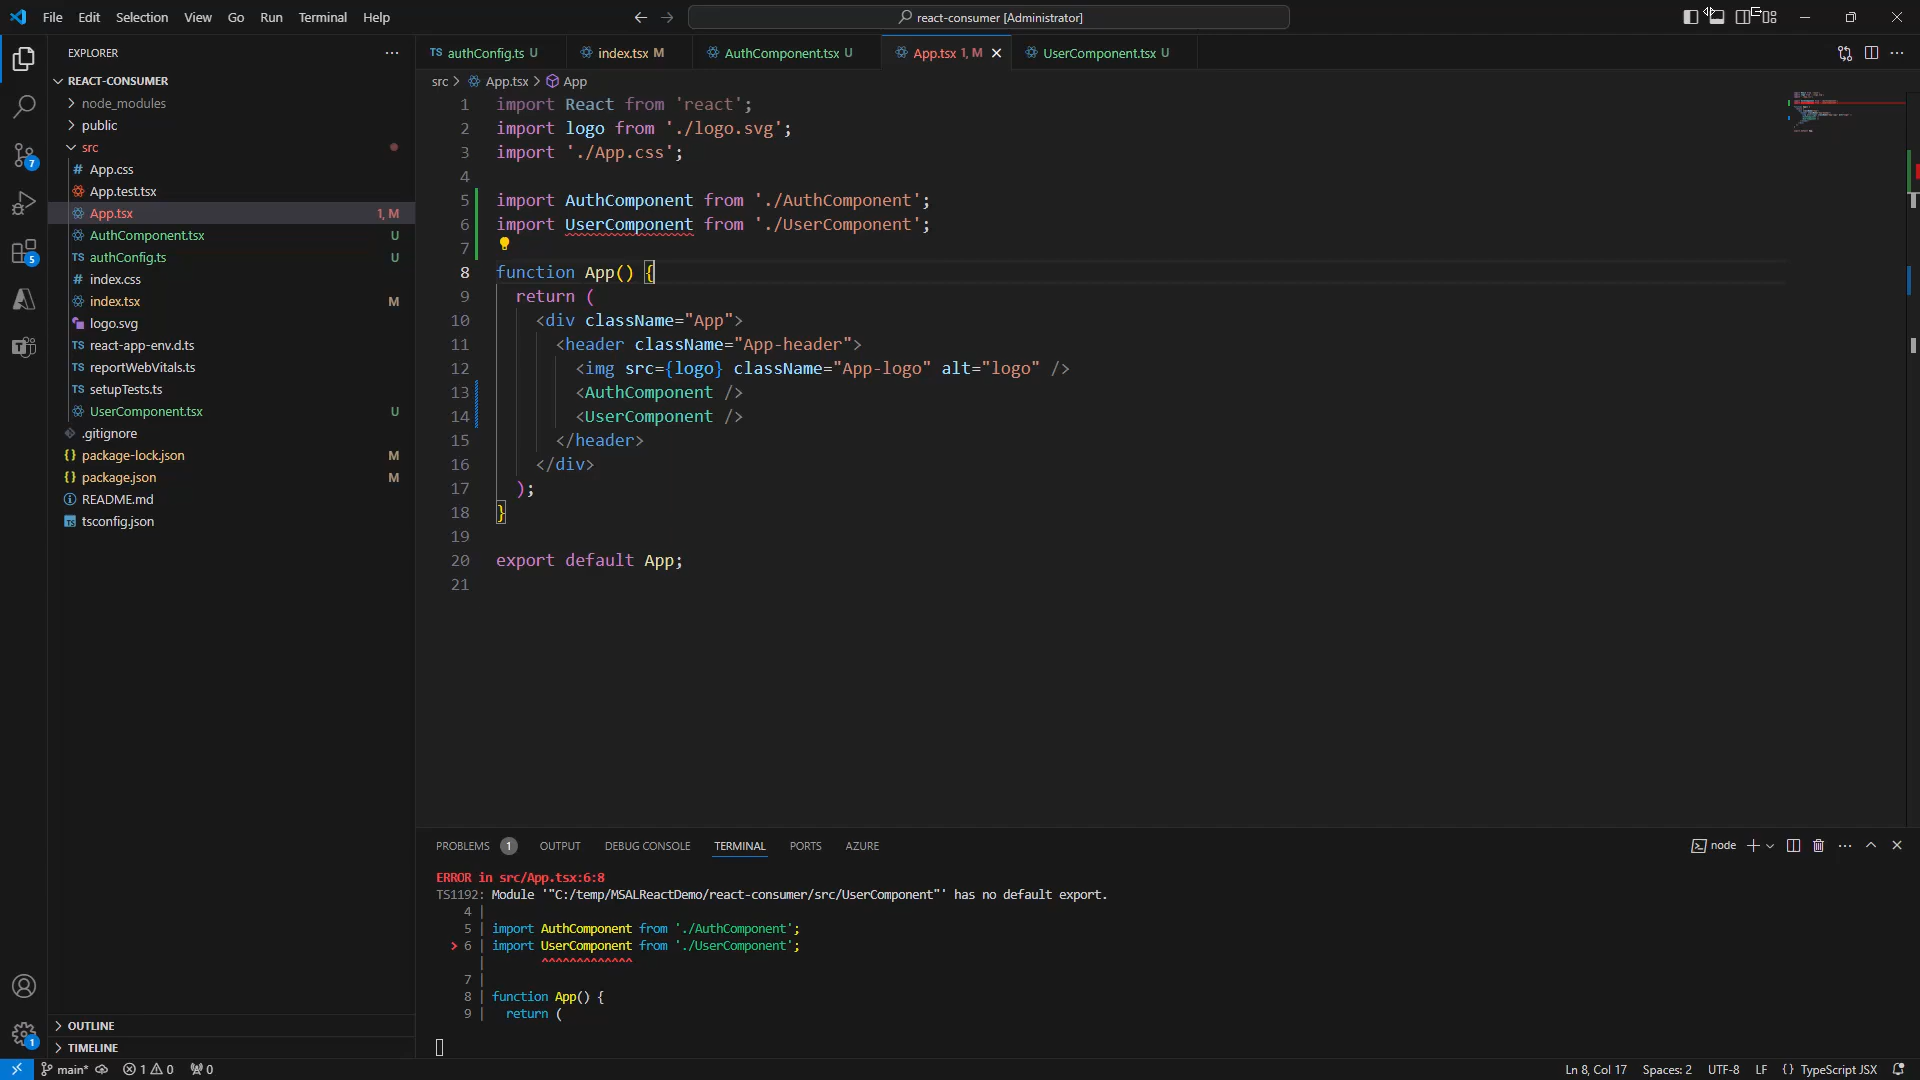 File Edit Selection View Go Run Terminal Help
react-consumer [Administrator]
EXPLORER
REACT-CONSUMER
node_modules
public
src
App.css
App.test.tsx
App.tsx 1, M
AuthComponent.tsx U
authConfig.ts U
index.css
index.tsx M
logo.svg
react-app-env.d.ts
reportWebVitals.ts
setupTests.ts
UserComponent.tsx U
.gitignore
package-lock.json M
package.json M
README.md
tsconfig.json
OUTLINE
TIMELINE
7
5
1
authConfig.ts U index.tsx M AuthComponent.tsx U App.tsx 1, M UserComponent.tsx U
src > App.tsx > App
1 import React from 'react';
2 import logo from './logo.svg';
3 import './App.css';
4
5 import AuthComponent from './AuthComponent';
6 import UserComponent from './UserComponent';
7
8 function App() {
9 return (
10 <div className="App">
11 <header className="App-header">
12 <img src={logo} className="App-logo" alt="logo" />
13 <AuthComponent />
14 <UserComponent />
15 </header>
16 </div>
17 );
18 }
19
20 export default App;
21
PROBLEMS 1 OUTPUT DEBUG CONSOLE TERMINAL PORTS AZURE
node
ERROR in src/App.tsx:6:8
TS1192: Module '"C:/temp/MSALReactDemo/react-consumer/src/UserComponent"' has no default export.
4 |
5 | import AuthComponent from './AuthComponent';
> 6 | import UserComponent from './UserComponent';
| ^^^^^^^^^^^^^
7 |
8 | function App() {
9 | return (
main* 1 0 0 Ln 8, Col 17 Spaces: 2 UTF-8 LF {} TypeScript JSX